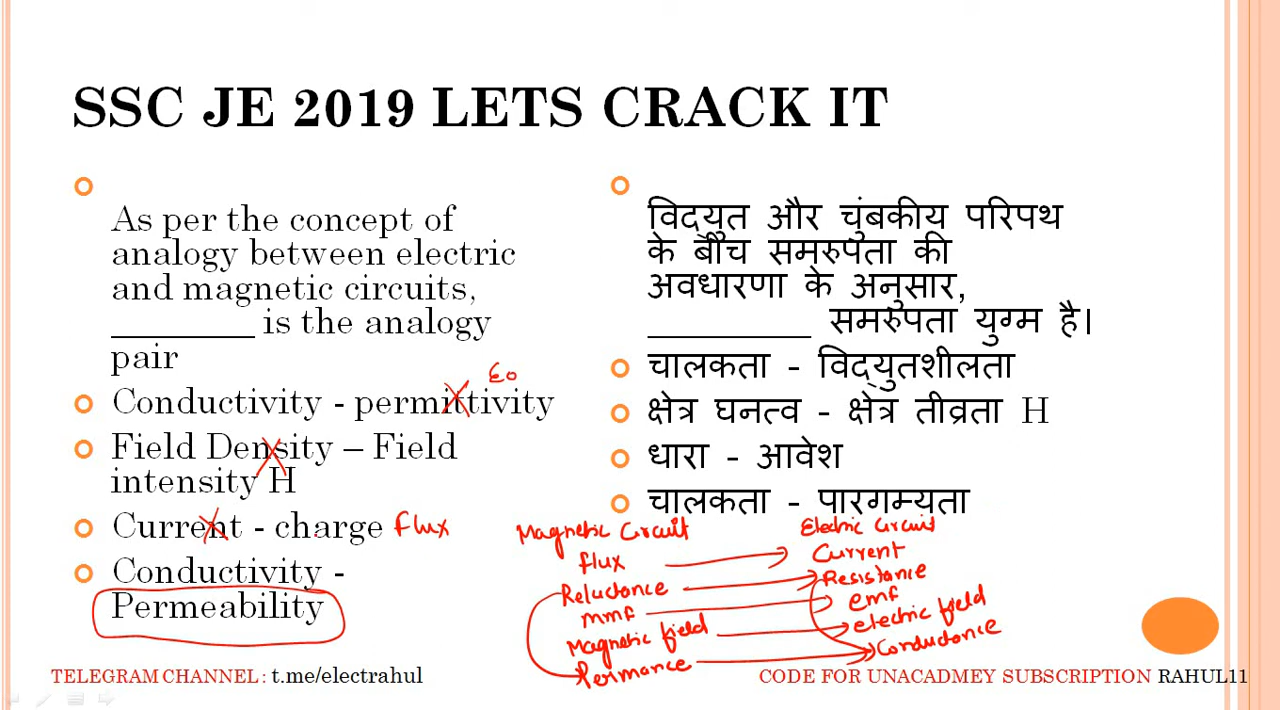 SSC JE 2019 LETS CRACK IT
As per the concept of
analogy between electric
and magnetic circuits,
________ is the analogy
pair
Ɛo
Conductivity - permittivity
Field Density – Field
intensity H
Current - charge flux
Conductivity -
Permeability
विद्युत और चुंबकीय परिपथ
के बीच समरुपता की
अवधारणा के अनुसार,
_________ समरुपता युग्म है।
चालकता - विद्युतशीलता
क्षेत्र घनत्व - क्षेत्र तीव्रता H
धारा - आवेश
चालकता - पारगम्यता
Magnetic Circuit Electric Circuit
flux Current
Reluctance Resistance
mmf emf
Magnetic field electric field
Permance Conductance
TELEGRAM CHANNEL : t.me/electrahul
CODE FOR UNACADMEY SUBSCRIPTION RAHUL11